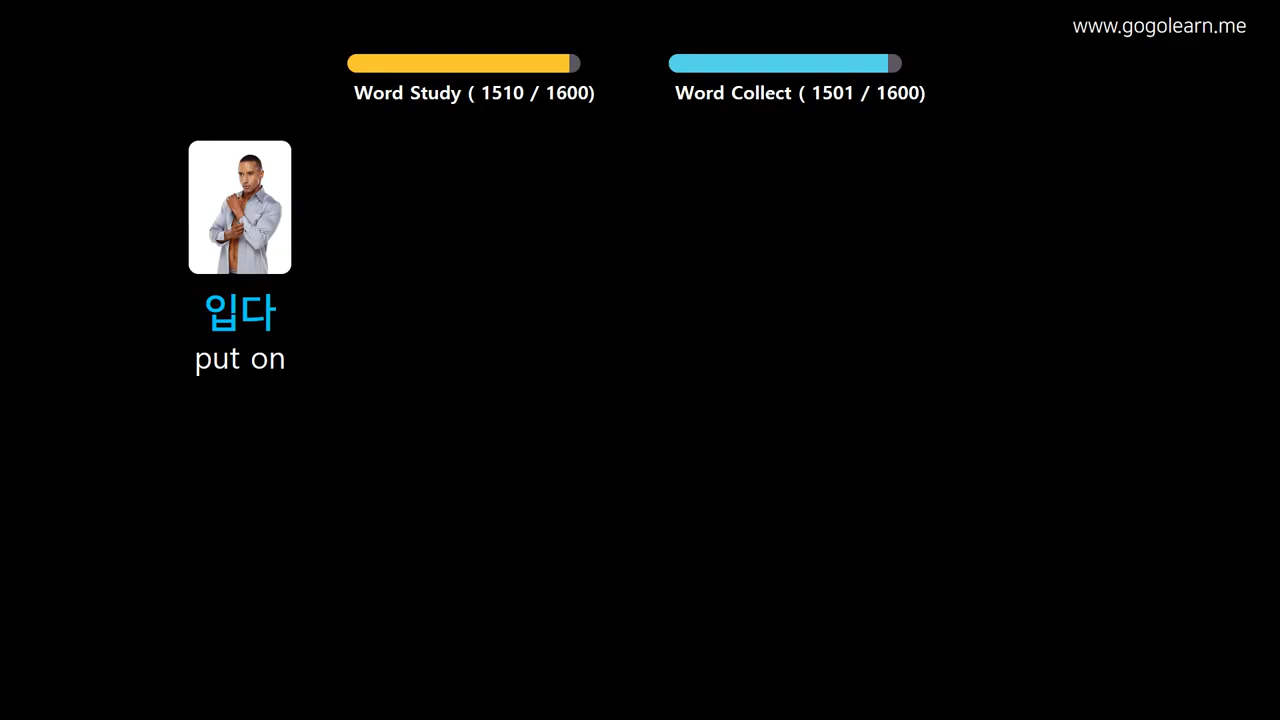 www.gogolearn.me
Word Study ( 1510 / 1600)
Word Collect ( 1501 / 1600)
입다
put on